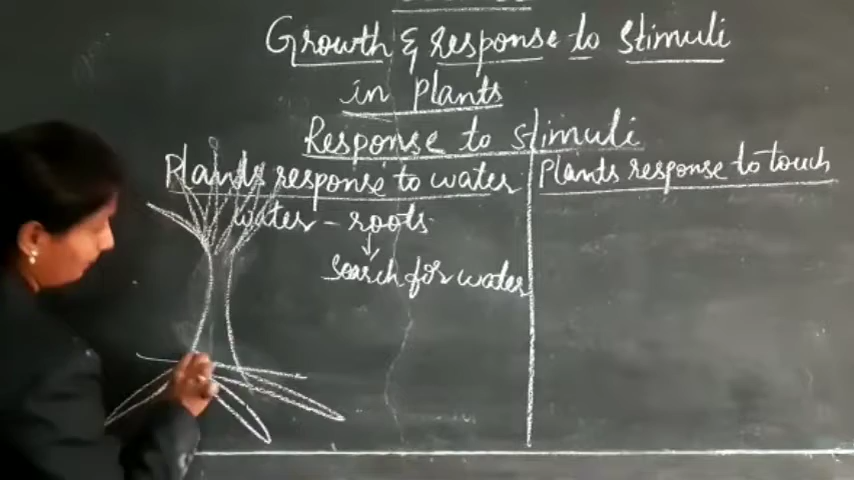 Growth & response to stimuli
in Plants
Response to stimuli
Plants response to water
water - roots
↓
search for water
Plants response to touch